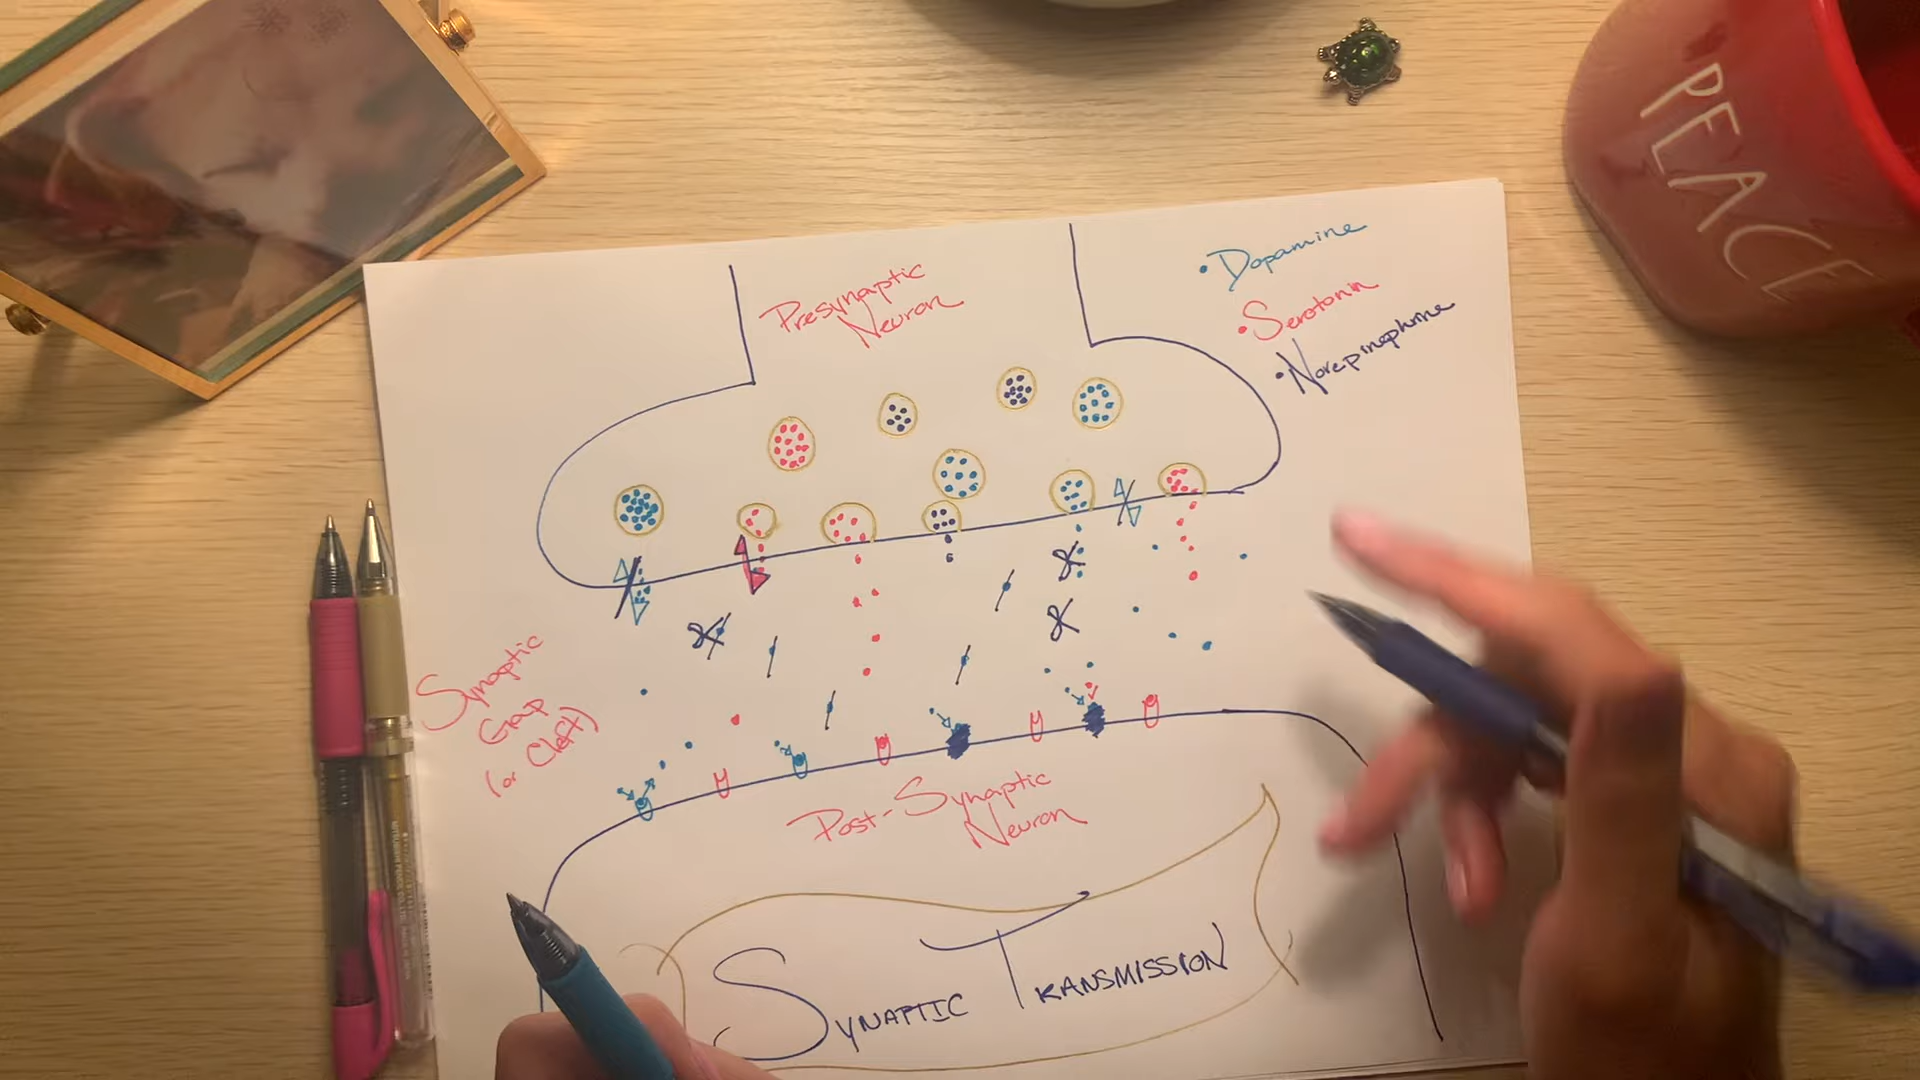 PEACE
• Dopamine
• Serotonin
• Norepinephrine
Presynaptic
Neuron
Synaptic
Gap
(or Cleft)
Post-Synaptic
Neuron
SYNAPTIC TRANSMISSION